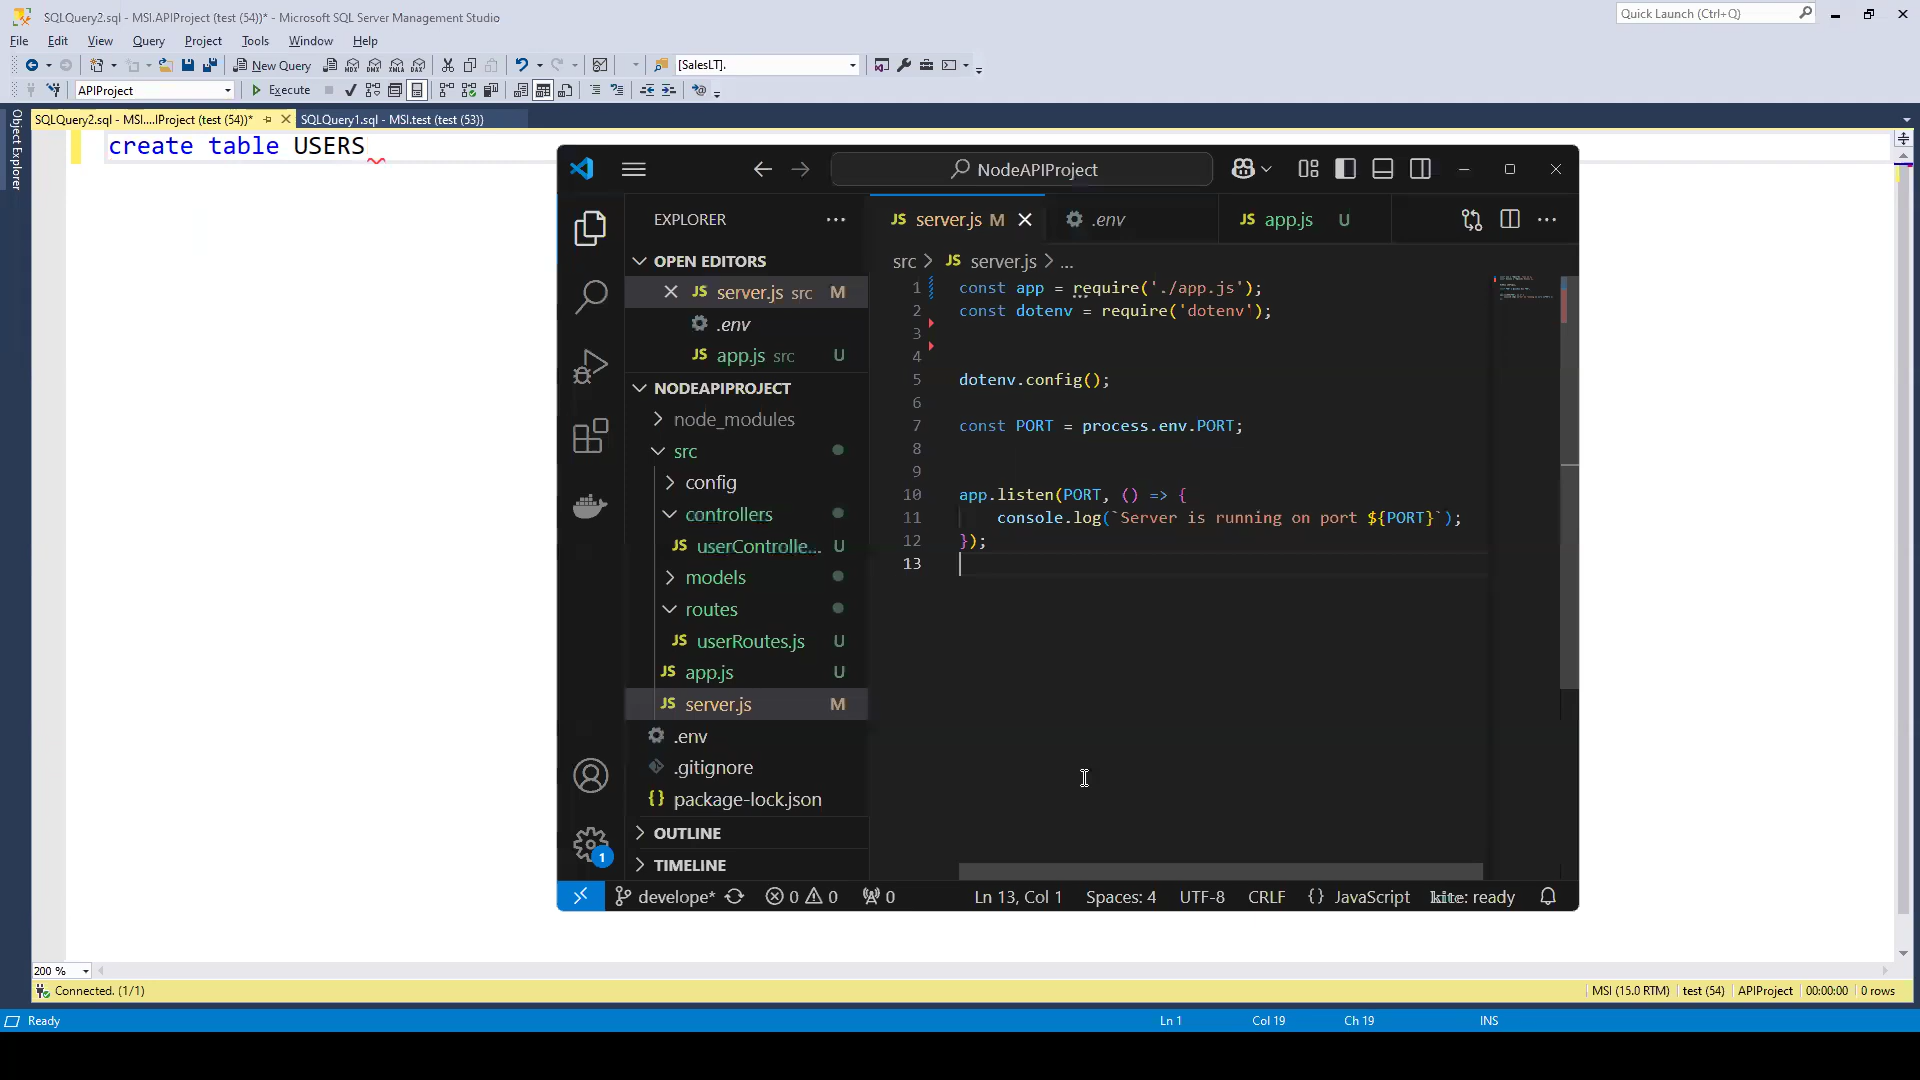 SQLQuery2.sql - MSI.APIProject (test (54))* - Microsoft SQL Server Management Studio
Quick Launch (Ctrl+Q)
File Edit View Query Project Tools Window Help
New Query
MDX DMX XMLA DAX
[SalesLT].
APIProject
Execute
SQLQuery2.sql - MSI....IProject (test (54))*
SQLQuery1.sql - MSI.test (test (53))
Object Explorer
create table USERS
NodeAPIProject
EXPLORER
JS server.js M
.env
JS app.js U
OPEN EDITORS
JS server.js src M
.env
JS app.js src U
NODEAPIPROJECT
node_modules
src
config
controllers
JS userControlle... U
models
routes
JS userRoutes.js U
JS app.js U
JS server.js M
.env
.gitignore
{} package-lock.json
OUTLINE
TIMELINE
1
src > JS server.js > ...
1 const app = require('./app.js');
2 const dotenv = require('dotenv');
3
4
5 dotenv.config();
6
7 const PORT = process.env.PORT;
8
9
10 app.listen(PORT, () => {
11 console.log(`Server is running on port ${PORT}`);
12 });
13
develope* 0 0 0 Ln 13, Col 1 Spaces: 4 UTF-8 CRLF {} JavaScript kite: ready
200 %
Connected. (1/1)
MSI (15.0 RTM) test (54) APIProject 00:00:00 0 rows
Ready
Ln 1 Col 19 Ch 19 INS